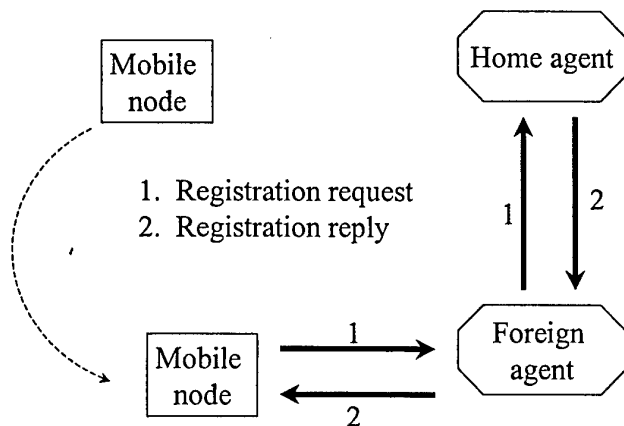 Mobile
node
Home agent
1. Registration request
2. Registration reply
1
2
Mobile
node
1
2
Foreign
agent